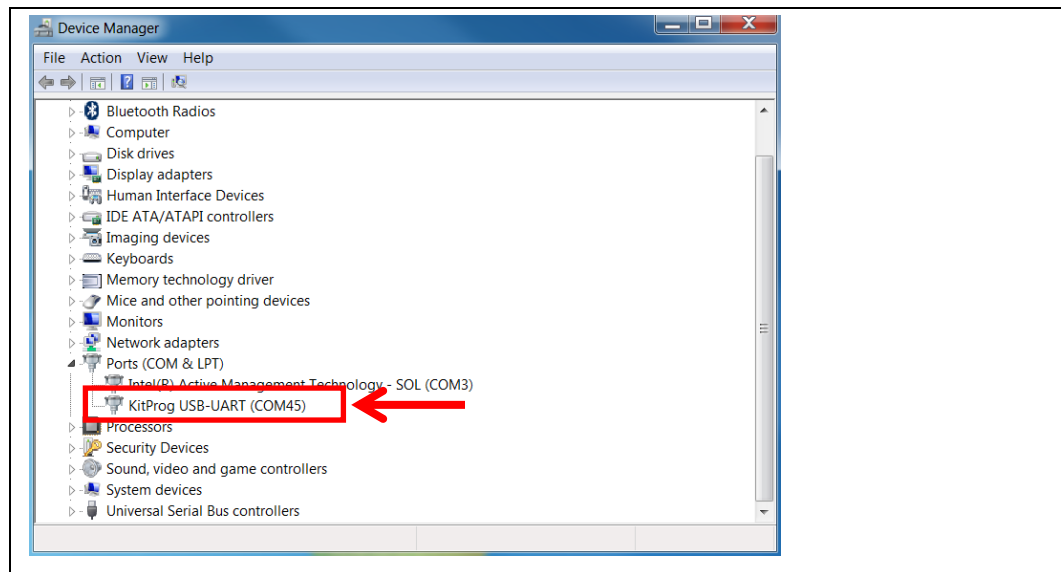 Device Manager
File Action View Help
Bluetooth Radios
Computer
Disk drives
Display adapters
Human Interface Devices
IDE ATA/ATAPI controllers
Imaging devices
Keyboards
Memory technology driver
Mice and other pointing devices
Monitors
Network adapters
Ports (COM & LPT)
Intel(R) Active Management Technology - SOL (COM3)
KitProg USB-UART (COM45)
Processors
Security Devices
Sound, video and game controllers
System devices
Universal Serial Bus controllers